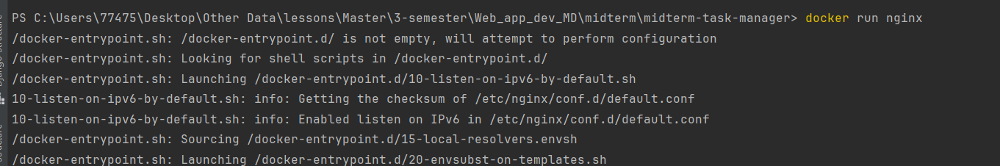 PS C:\Users\77475\Desktop\Other Data\lessons\Master\3-semester\Web_app_dev_MD\midterm\midterm-task-manager> docker run nginx
/docker-entrypoint.sh: /docker-entrypoint.d/ is not empty, will attempt to perform configuration
/docker-entrypoint.sh: Looking for shell scripts in /docker-entrypoint.d/
/docker-entrypoint.sh: Launching /docker-entrypoint.d/10-listen-on-ipv6-by-default.sh
10-listen-on-ipv6-by-default.sh: info: Getting the checksum of /etc/nginx/conf.d/default.conf
10-listen-on-ipv6-by-default.sh: info: Enabled listen on IPv6 in /etc/nginx/conf.d/default.conf
/docker-entrypoint.sh: Sourcing /docker-entrypoint.d/15-local-resolvers.envsh
/docker-entrypoint.sh: Launching /docker-entrypoint.d/20-envsubst-on-templates.sh